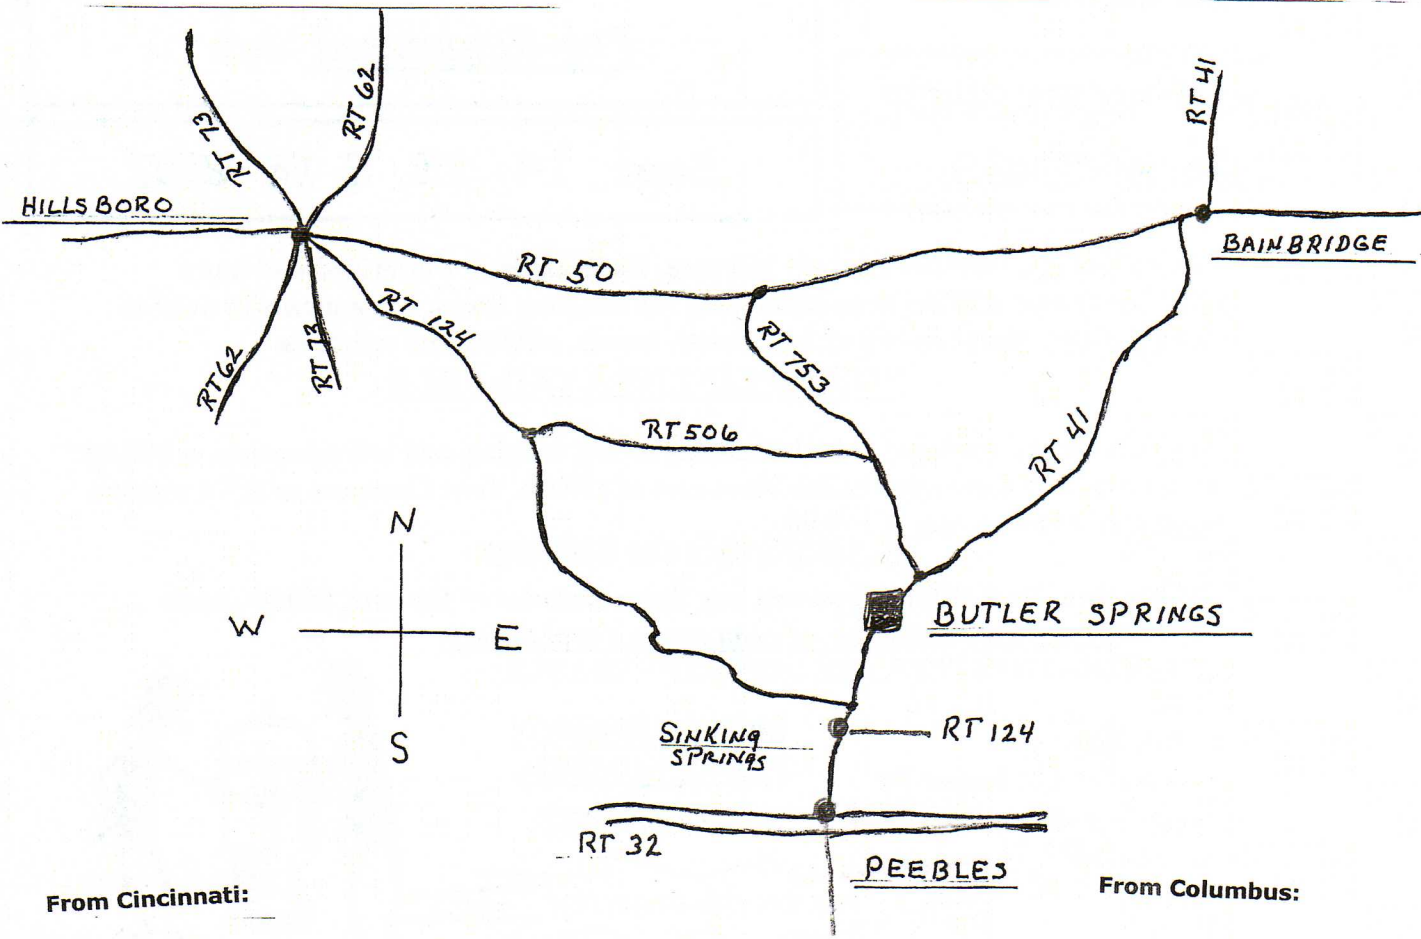 RT 73
RT 62
RT 41
HILLSBORO
BAINBRIDGE
RT 50
RT 124
RT 753
RT 62
RT 73
RT 506
RT 41
N
W
E
S
BUTLER SPRINGS
SINKING
SPRINGS
RT 124
RT 32
PEEBLES
From Cincinnati:
From Columbus: